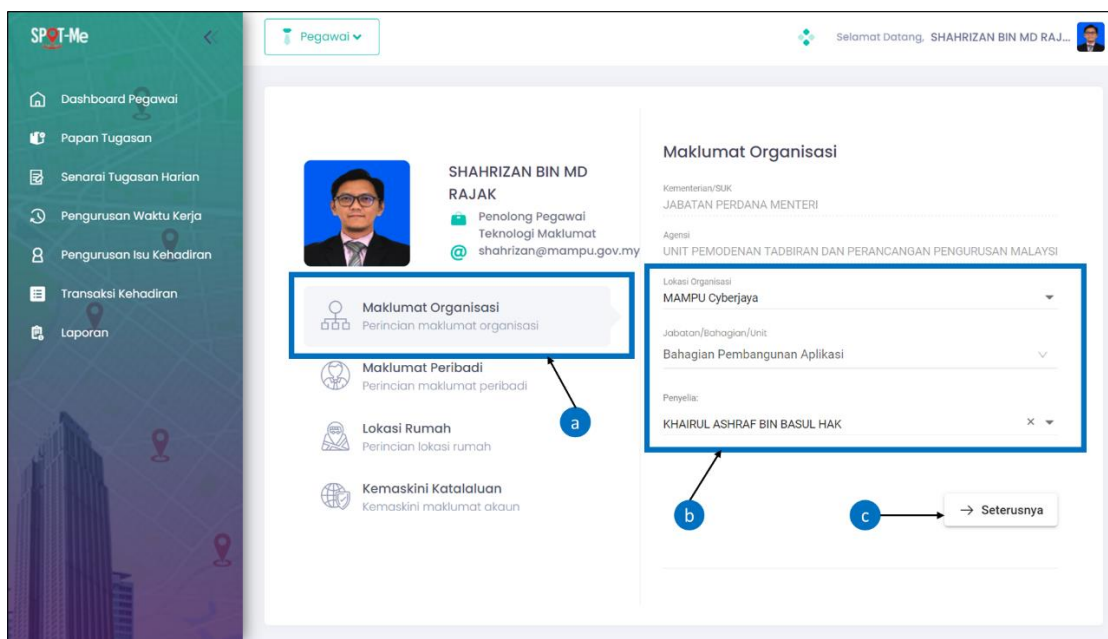 SPOT-Me
Dashboard Pegawai
Papan Tugasan
Senarai Tugasan Harian
Pengurusan Waktu Kerja
Pengurusan Isu Kehadiran
Transaksi Kehadiran
Laporan
Pegawai
Selamat Datang, SHAHRIZAN BIN MD RAJ...
SHAHRIZAN BIN MD
RAJAK
Penolong Pegawai
Teknologi Maklumat
@ shahrizan@mampu.gov.my
Maklumat Organisasi
Perincian maklumat organisasi
Maklumat Peribadi
Perincian maklumat peribadi
a
Lokasi Rumah
Perincian lokasi rumah
Kemaskini Katalaluan
Kemaskini maklumat akaun
Maklumat Organisasi
Kementerian/SUK
JABATAN PERDANA MENTERI
Agensi
UNIT PEMODENAN TADBIRAN DAN PERANCANGAN PENGURUSAN MALAYSI
Lokasi Organisasi
MAMPU Cyberjaya
Jabatan/Bahagian/Unit
Bahagian Pembangunan Aplikasi
Penyelia:
KHAIRUL ASHRAF BIN BASUL HAK
b
c
Seterusnya